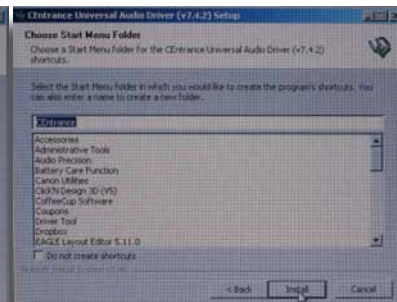 CEntrance Universal Audio Driver (v7.4.2) Setup
Choose Start Menu Folder
Choose a Start Menu folder for the CEntrance Universal Audio Driver (v7.4.2)
shortcuts.
Select the Start Menu folder in which you would like to create the program's shortcuts. You
can also enter a name to create a new folder.
CEntrance
Accessories
Administrative Tools
Audio Precision
Battery Care Function
Canon Utilities
Click'N Design 3D (V5)
CoffeeCup Software
Coupons
Driver Tool
Dropbox
EAGLE Layout Editor 5.11.0
Do not create shortcuts
Nullsoft Install System
< Back
Install
Cancel